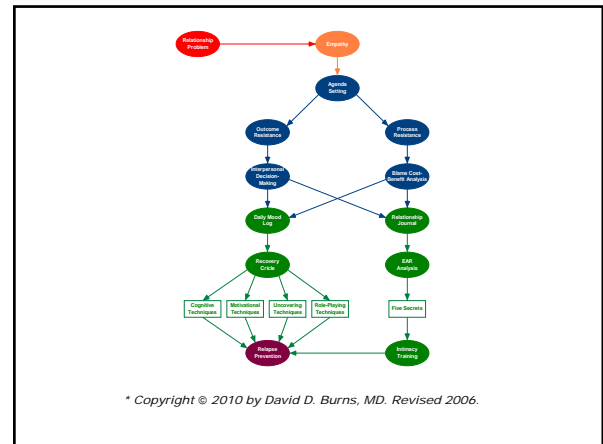 Relationship
Problem
Empathy
Agenda
Setting
Outcome
Resistance
Process
Resistance
Interpersonal
Decision-
Making
Blame Cost-
Benefit Analysis
Daily Mood
Log
Relationship
Journal
Recovery
Cricle
EAR
Analysis
Cognitive
Techniques
Motivational
Techniques
Uncovering
Techniques
Role-Playing
Techniques
Five Secrets
Relapse
Prevention
Intimacy
Training
* Copyright © 2010 by David D. Burns, MD. Revised 2006.